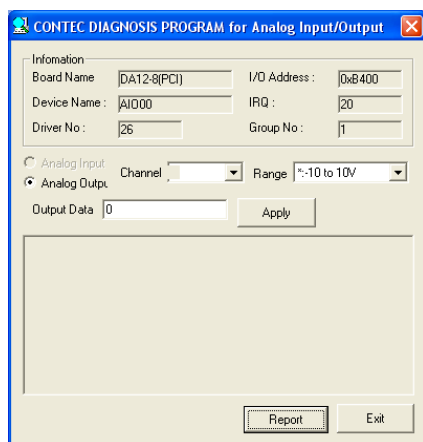 CONTEC DIAGNOSIS PROGRAM for Analog Input/Output
Infomation
Board Name DA12-8(PCI) I/O Address : 0xB400
Device Name : AIO00 IRQ : 20
Driver No : 26 Group No : 1
Analog Input
Analog Outpu
Channel Range *:-10 to 10V
Output Data 0 Apply
Report Exit